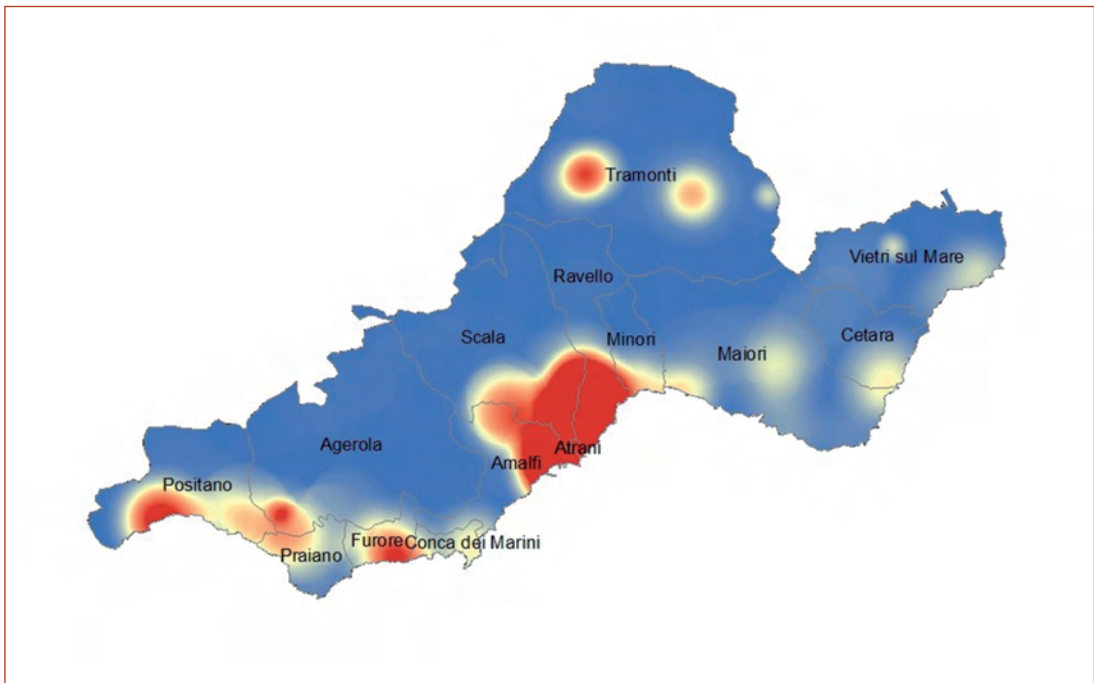 Tramonti
Vietri sul Mare
Ravello
Scala
Minori
Maiori
Cetara
Agerola
Atrani
Amalfi
Positano
Furore
Conca dei Marini
Praiano